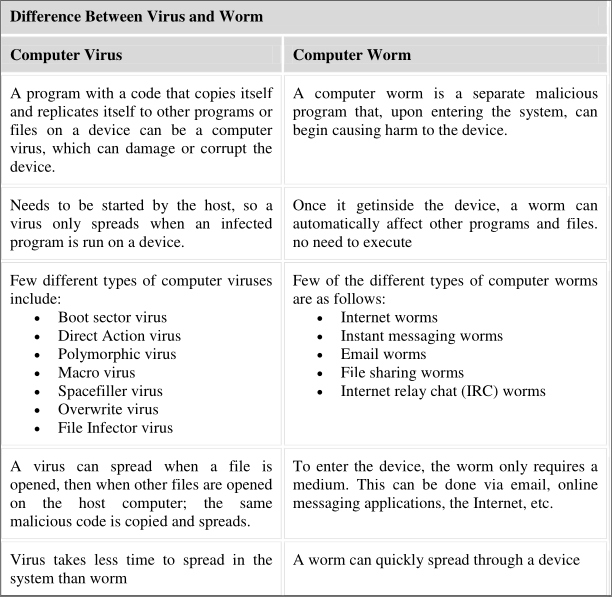 Difference Between Virus and Worm
Computer Virus
Computer Worm
A program with a code that copies itself
and replicates itself to other programs or
files on a device can be a computer
virus, which can damage or corrupt the
device.
A computer worm is a separate malicious
program that, upon entering the system, can
begin causing harm to the device.
Needs to be started by the host, so a
virus only spreads when an infected
program is run on a device.
Once it getinside the device, a worm can
automatically affect other programs and files.
no need to execute
Few different types of computer viruses
include:
• Boot sector virus
• Direct Action virus
• Polymorphic virus
• Macro virus
• Spacefiller virus
• Overwrite virus
• File Infector virus
Few of the different types of computer worms
are as follows:
• Internet worms
• Instant messaging worms
• Email worms
• File sharing worms
• Internet relay chat (IRC) worms
A virus can spread when a file is
opened, then when other files are opened
on the host computer; the same
malicious code is copied and spreads.
To enter the device, the worm only requires a
medium. This can be done via email, online
messaging applications, the Internet, etc.
Virus takes less time to spread in the
system than worm
A worm can quickly spread through a device